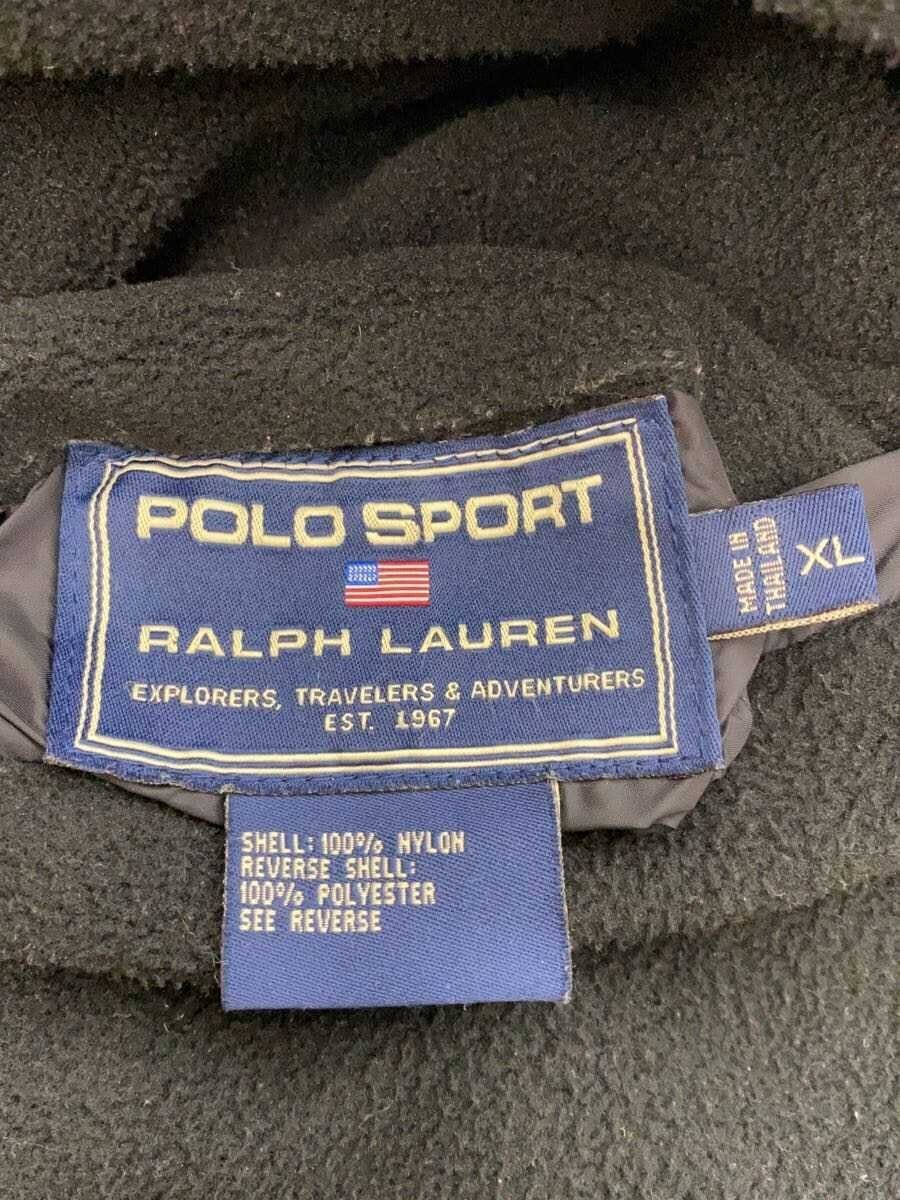 POLO SPORT
RALPH LAUREN
EXPLORERS, TRAVELERS & ADVENTURERS
EST. 1967
MADE IN
THAILAND
XL
SHELL: 100% NYLON
REVERSE SHELL:
100% POLYESTER
SEE REVERSE